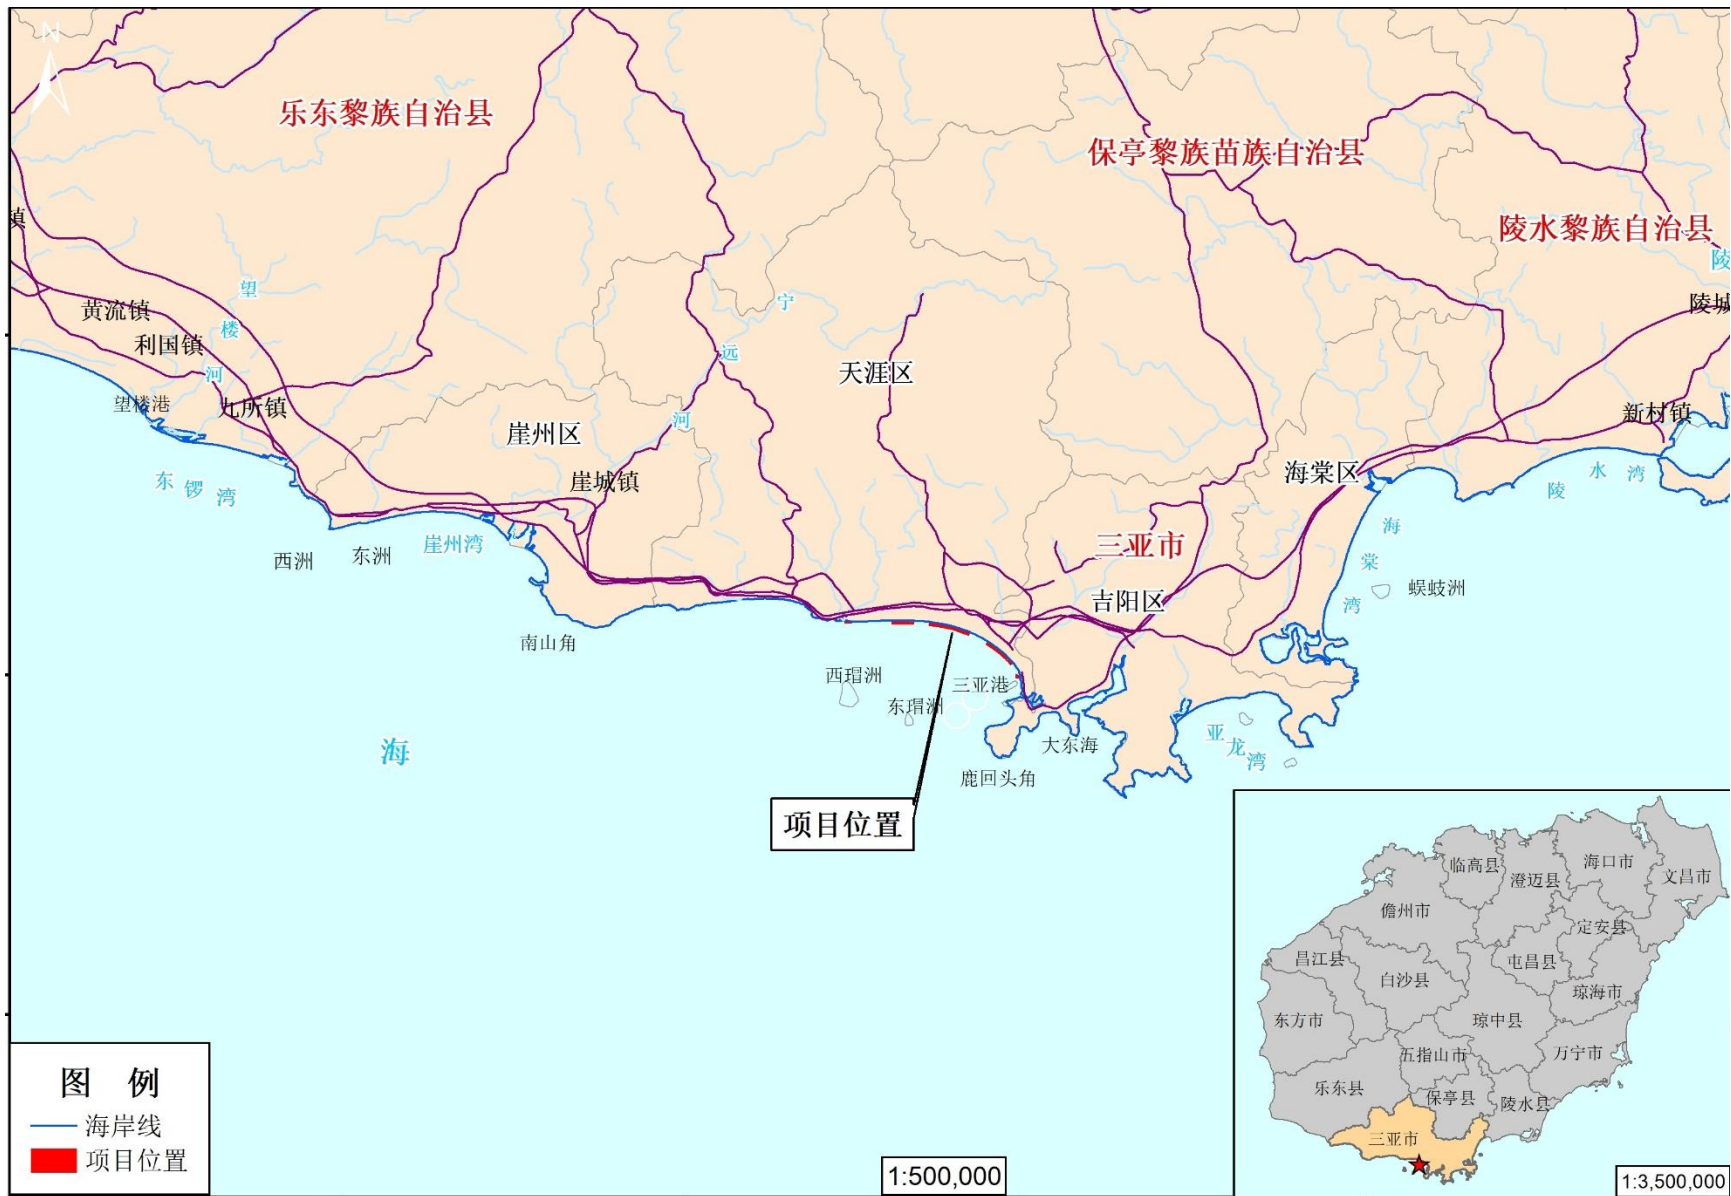 N
乐东黎族自治县
保亭黎族苗族自治县
陵水黎族自治县
镇
陵
望
楼
河
宁
远
河
黄流镇
利国镇
陵城
天涯区
望楼港
九所镇
新村镇
崖州区
海棠区
崖城镇
东锣湾
陵水湾
海棠湾
西洲
东洲
崖州湾
三亚市
吉阳区
蜈蚑洲
南山角
西瑁洲
东瑁洲
三亚港
大东海
亚龙湾
鹿回头角
海
项目位置
图 例
海岸线
项目位置
1:500,000
临高县
海口市
澄迈县
文昌市
儋州市
定安县
昌江县
屯昌县
白沙县
琼海市
东方市
琼中县
五指山市
万宁市
乐东县
保亭县
陵水县
三亚市
1:3,500,000